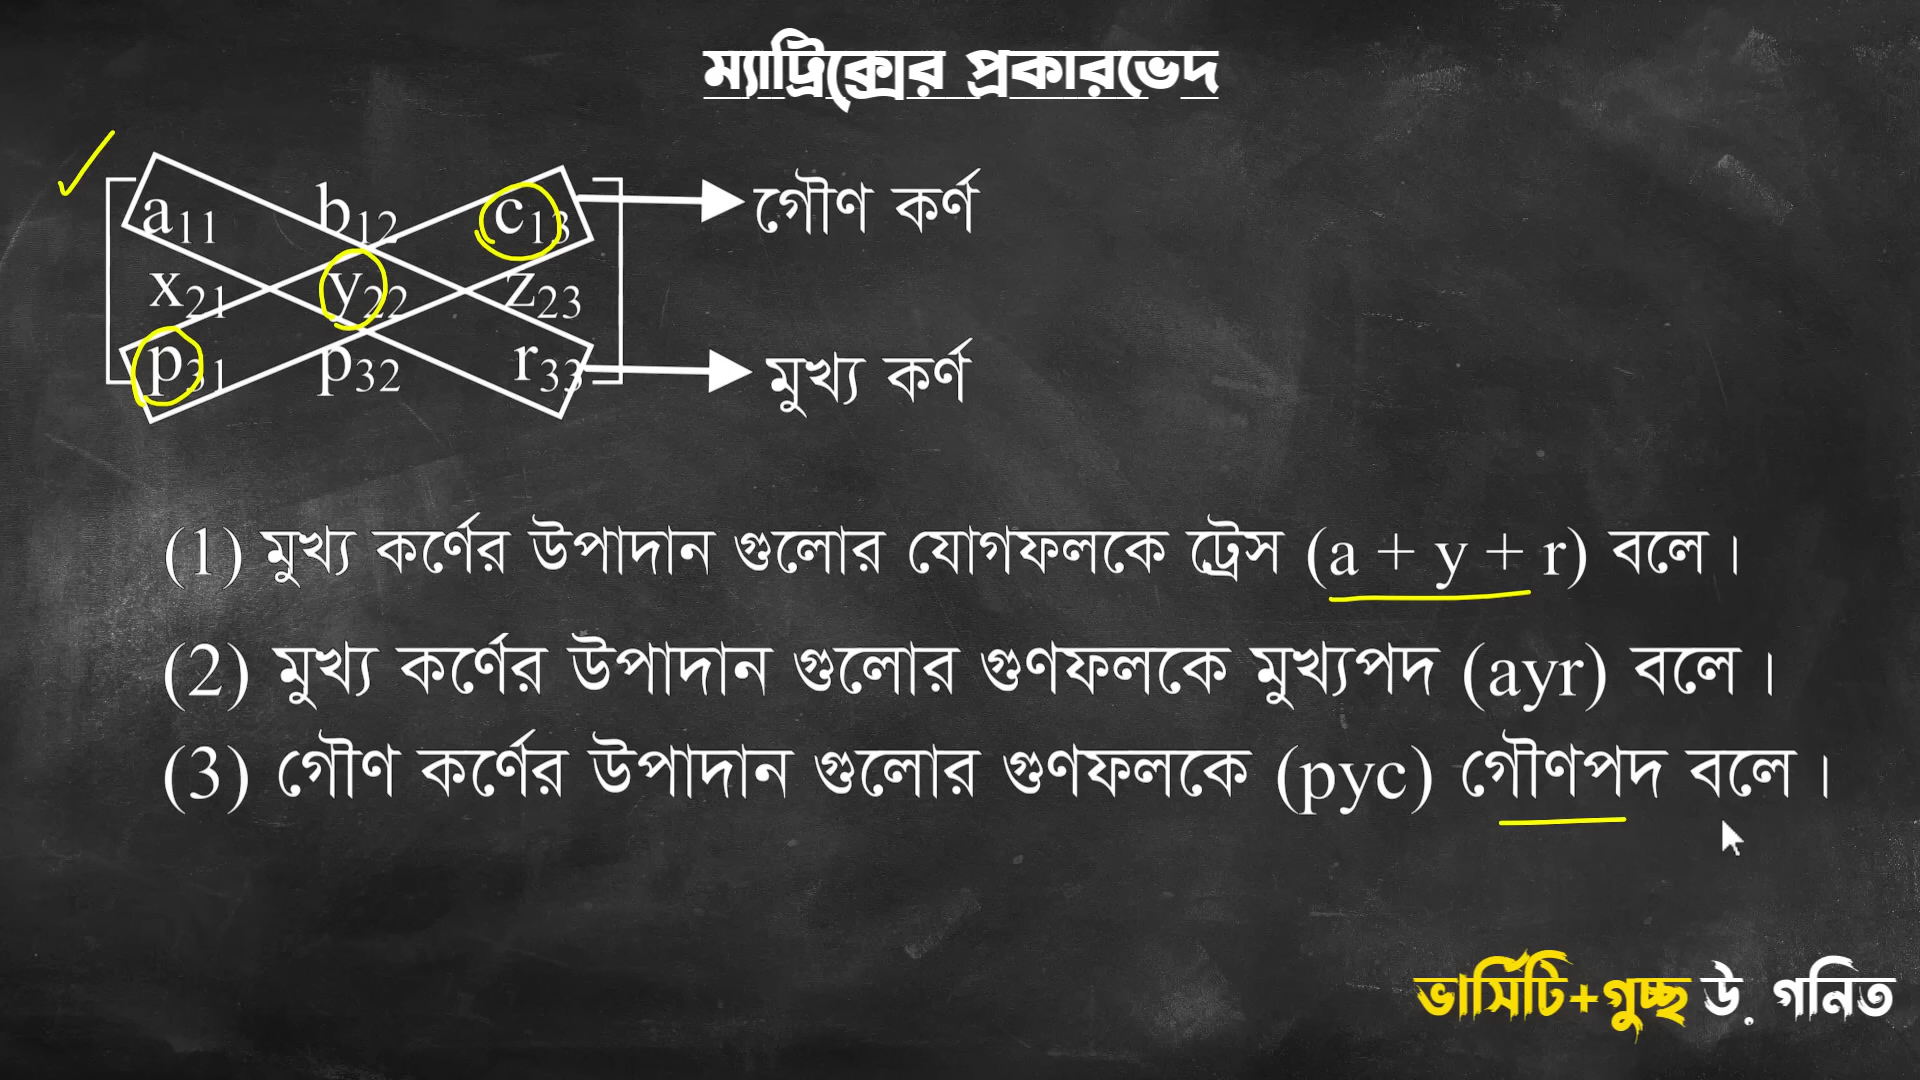 ম্যাট্রিক্সের প্রকারভেদ
a₁₁ b₁₂ c₁₃ গৌণ কর্ণ
x₂₁ y₂₂ z₂₃
p₃₁ p₃₂ r₃₃ মুখ্য কর্ণ
(1) মুখ্য কর্ণের উপাদান গুলোর যোগফলকে ট্রেস (a + y + r) বলে।
(2) মুখ্য কর্ণের উপাদান গুলোর গুণফলকে মুখ্যপদ (ayr) বলে।
(3) গৌণ কর্ণের উপাদান গুলোর গুণফলকে (pyc) গৌণপদ বলে।
ভার্সিটি+গুচ্ছ উ. গনিত